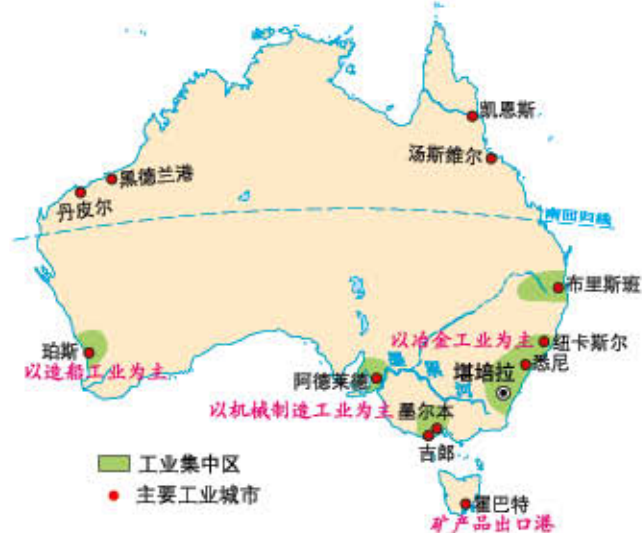 凯恩斯
汤斯维尔
黑德兰港
丹皮尔
南回归线
布里斯班
以冶金工业为主
纽卡斯尔
悉尼
堪培拉
珀斯
以造船工业为主
阿德莱德
墨累河
以机械制造工业为主
墨尔本
吉郎
工业集中区
主要工业城市
霍巴特
矿产品出口港